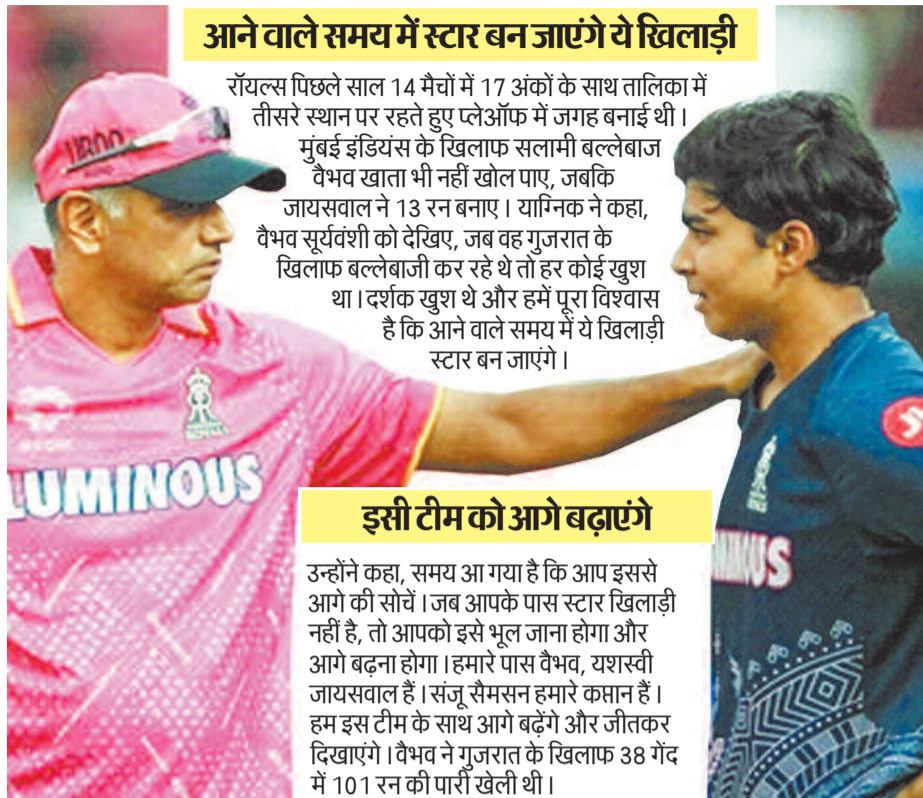 आने वाले समय में स्टार बन जाएंगे ये खिलाड़ी
रॉयल्स पिछले साल 14 मैचों में 17 अंकों के साथ तालिका में
तीसरे स्थान पर रहते हुए प्लेऑफ में जगह बनाई थी।
मुंबई इंडियंस के खिलाफ सलामी बल्लेबाज
वैभव खाता भी नहीं खोल पाए, जबकि
जायसवाल ने 13 रन बनाए। याग्निक ने कहा,
वैभव सूर्यवंशी को देखिए, जब वह गुजरात के
खिलाफ बल्लेबाजी कर रहे थे तो हर कोई खुश
था। दर्शक खुश थे और हमें पूरा विश्वास
है कि आने वाले समय में ये खिलाड़ी
स्टार बन जाएंगे।
LUMINOUS
इसी टीम को आगे बढ़ाएंगे
उन्होंने कहा, समय आ गया है कि आप इससे
आगे की सोचें। जब आपके पास स्टार खिलाड़ी
नहीं है, तो आपको इसे भूल जाना होगा और
आगे बढ़ना होगा। हमारे पास वैभव, यशस्वी
जायसवाल हैं। संजू सैमसन हमारे कप्तान हैं।
हम इस टीम के साथ आगे बढ़ेंगे और जीतकर
दिखाएंगे। वैभव ने गुजरात के खिलाफ 38 गेंद
में 101 रन की पारी खेली थी।